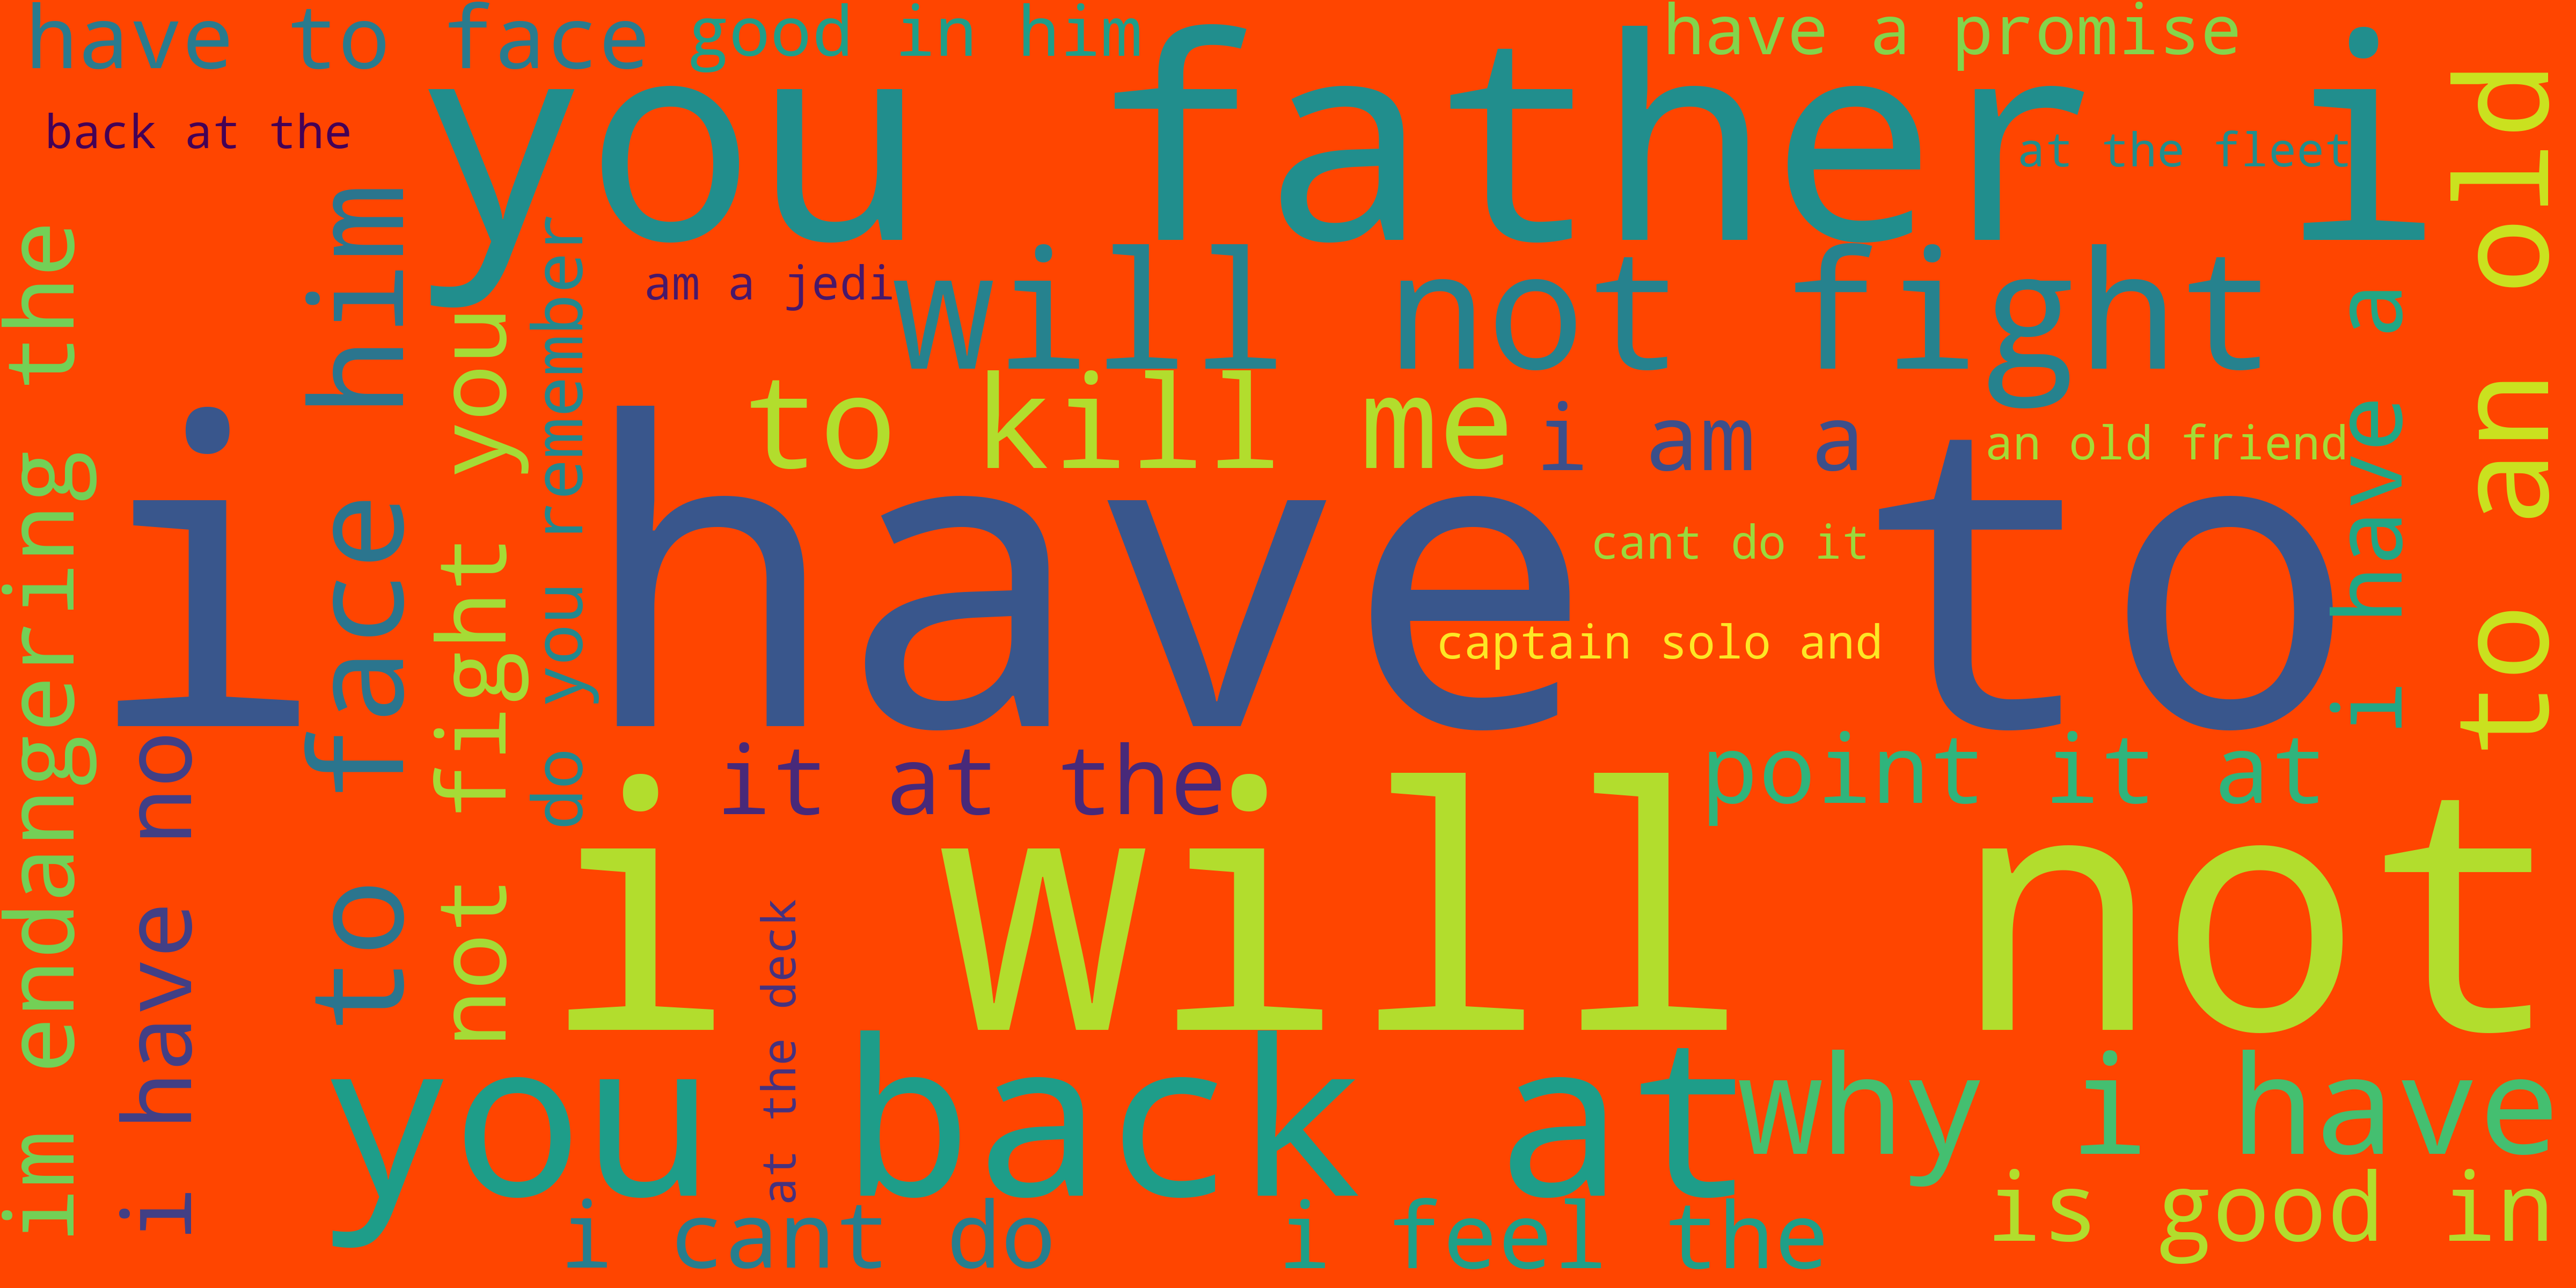 have to face
good in him
have a promise
back at the
you father i
at the fleet
to an old
im endangering the
to face him
not fight you
do you remember
am a jedi
will not fight
to kill me
i am a
an old friend
i have a
i have to
cant do it
captain solo and
i have no
it at the
point it at
i will not
at the deck
you back at
why i have
i cant do
i feel the
is good in